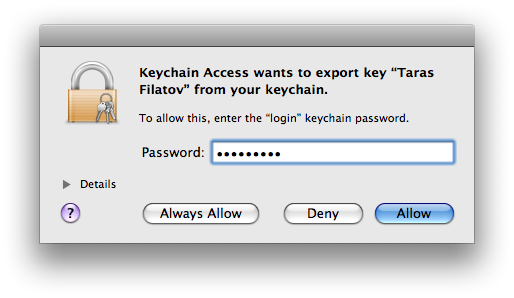 Keychain Access wants to export key “Taras
Filatov” from your keychain.
To allow this, enter the “login” keychain password.
Password: •••••••••
Details
? Always Allow Deny Allow